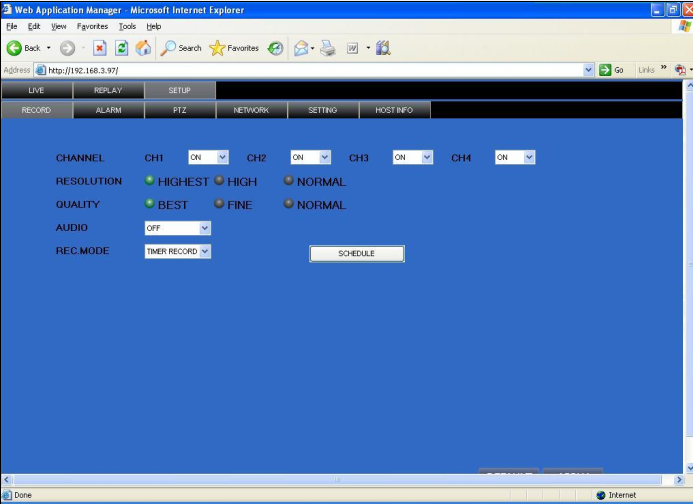 Web Application Manager - Microsoft Internet Explorer
File Edit View Favorites Tools Help
Back Search Favorites
Address http://192.168.3.97/ Go Links »
LIVE REPLAY SETUP
RECORD ALARM PTZ NETWORK SETTING HOST INFO
CHANNEL CH1 ON CH2 ON CH3 ON CH4 ON
RESOLUTION HIGHEST HIGH NORMAL
QUALITY BEST FINE NORMAL
AUDIO OFF
REC.MODE TIMER RECORD SCHEDULE
Done Internet